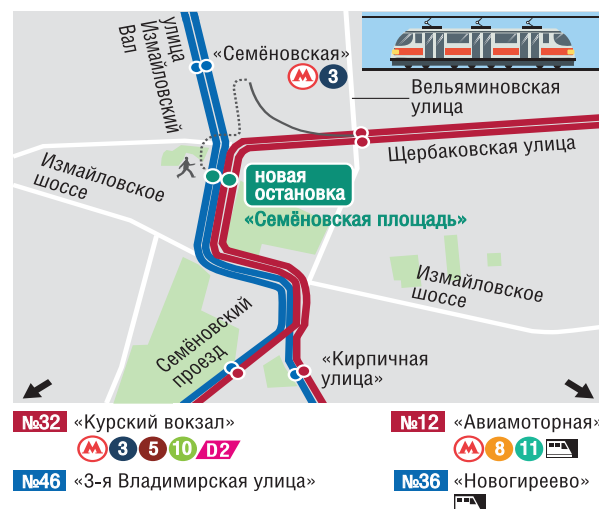 улица
Измайловский
Вал
«Семёновская»
М 3
Вельяминовская
улица
Щербаковская улица
Измайловское
шоссе
новая
остановка
«Семёновская площадь»
Измайловское
шоссе
Семёновский
проезд
«Кирпичная
улица»
№32 «Курский вокзал»
М 3 5 10 D2
№46 «3-я Владимирская улица»
№12 «Авиамоторная»
М 8 11
№36 «Новогиреево»